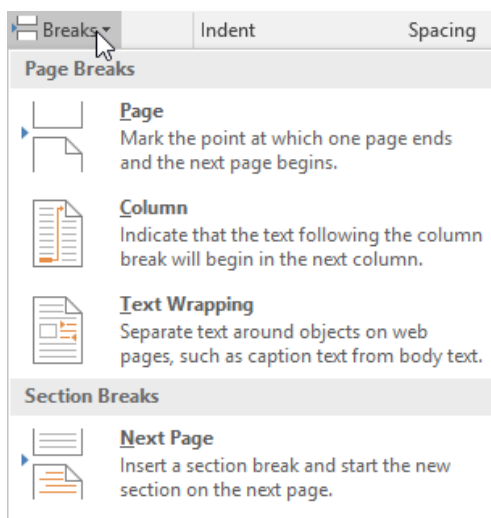 Breaks Indent Spacing
Page Breaks
Page
Mark the point at which one page ends
and the next page begins.
Column
Indicate that the text following the column
break will begin in the next column.
Text Wrapping
Separate text around objects on web
pages, such as caption text from body text.
Section Breaks
Next Page
Insert a section break and start the new
section on the next page.